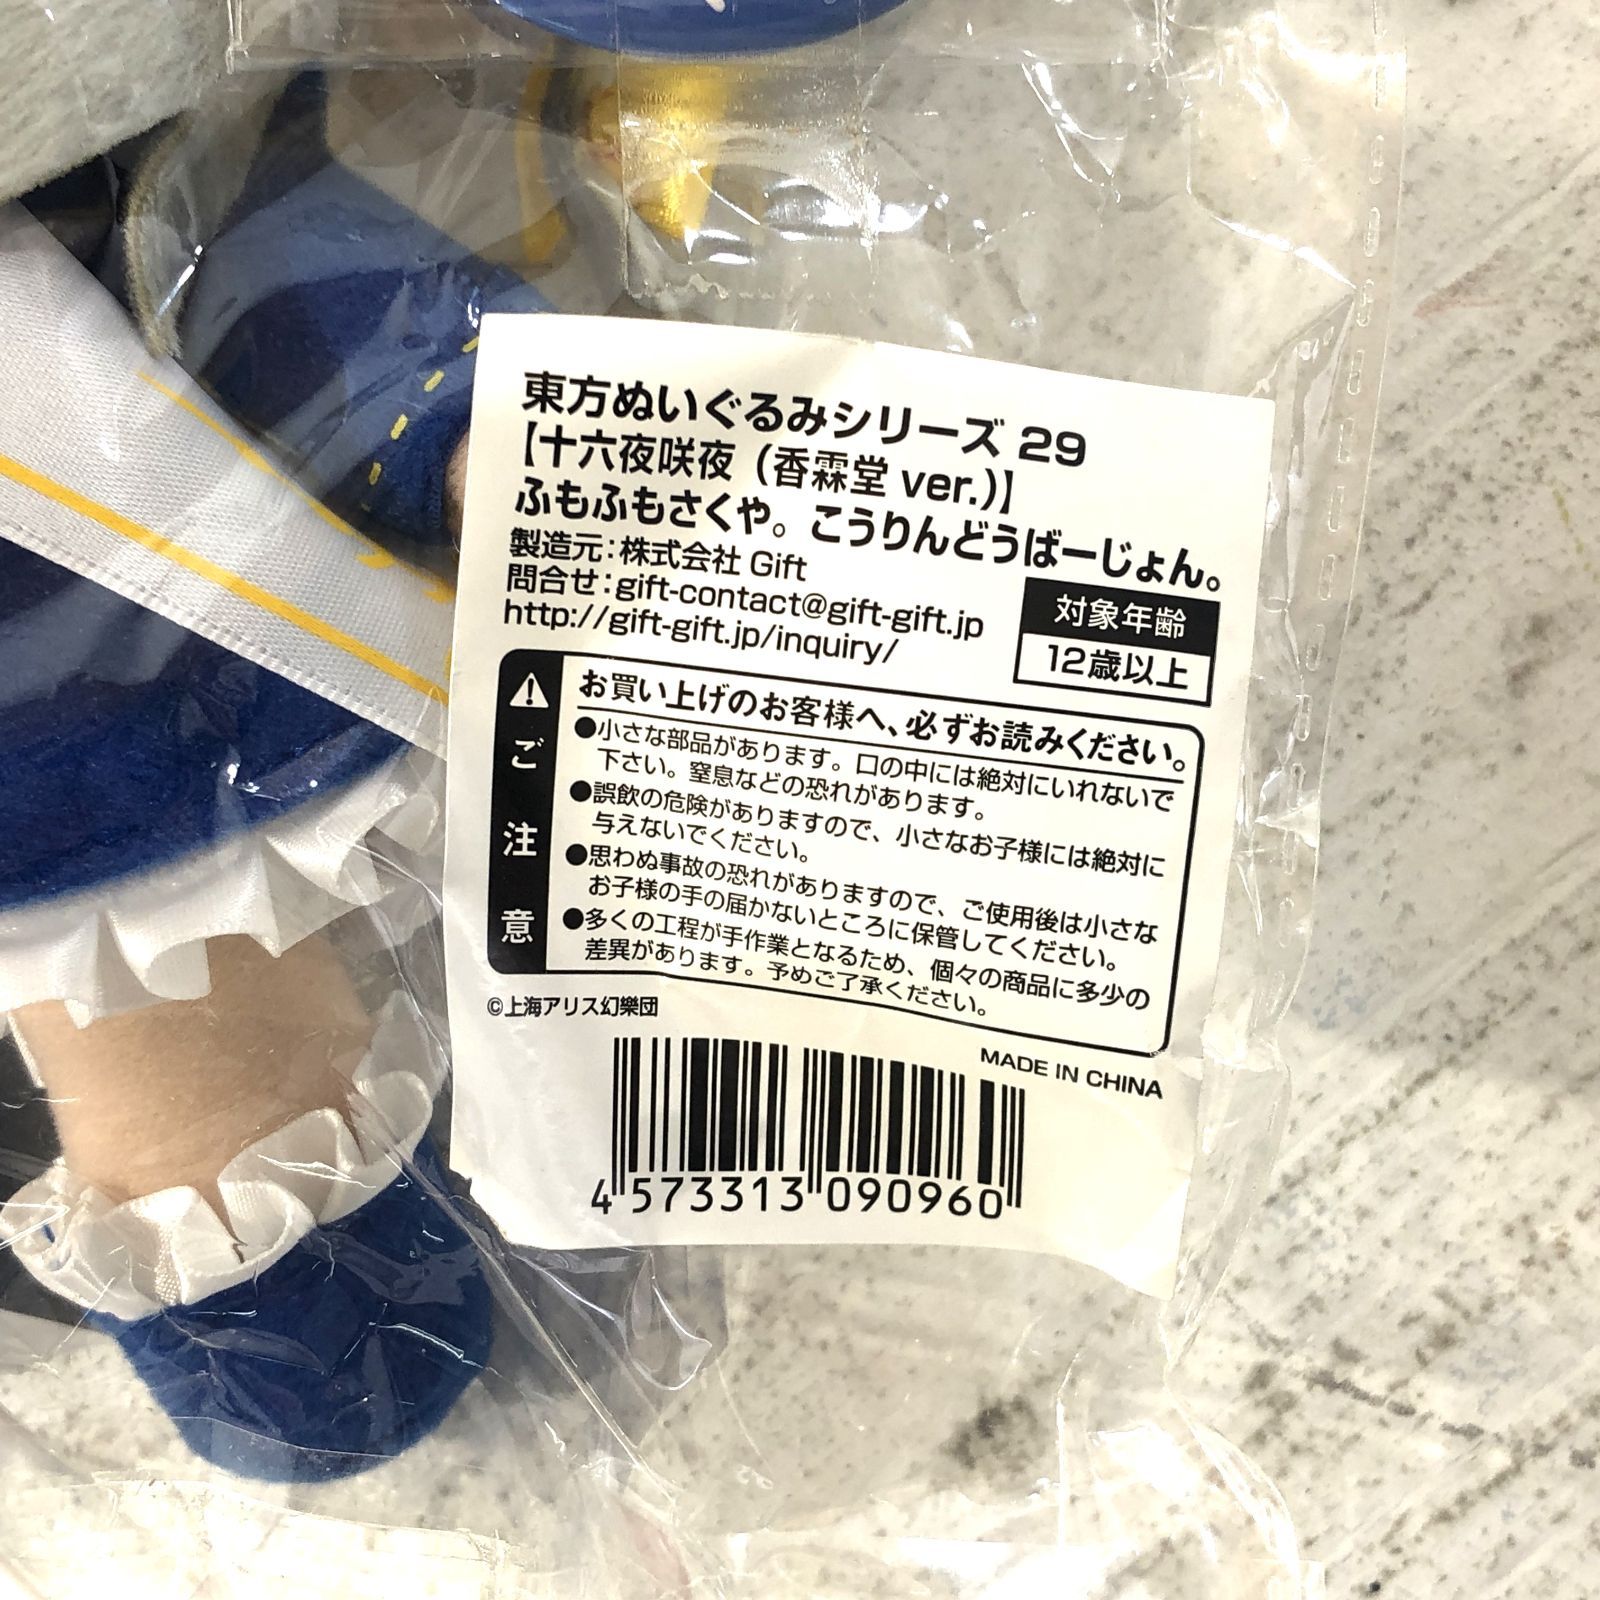 東方ぬいぐるみシリーズ 29
【十六夜咲夜（香霖堂 ver.）】
ふもふもさくや。こうりんどうばーじょん。
製造元：株式会社 Gift
問合せ：gift-contact@gift-gift.jp
http://gift-gift.jp/inquiry/
対象年齢
12歳以上
ご注意
お買い上げのお客様へ、必ずお読みください。
●小さな部品があります。口の中には絶対にいれないで
下さい。窒息などの恐れがあります。
●誤飲の危険がありますので、小さなお子様には絶対に
与えないでください。
●思わぬ事故の恐れがありますので、ご使用後は小さな
お子様の手の届かないところに保管してください。
●多くの工程が手作業となるため、個々の商品に多少の
差異があります。予めご了承ください。
©上海アリス幻樂団
MADE IN CHINA
4 573313 090960